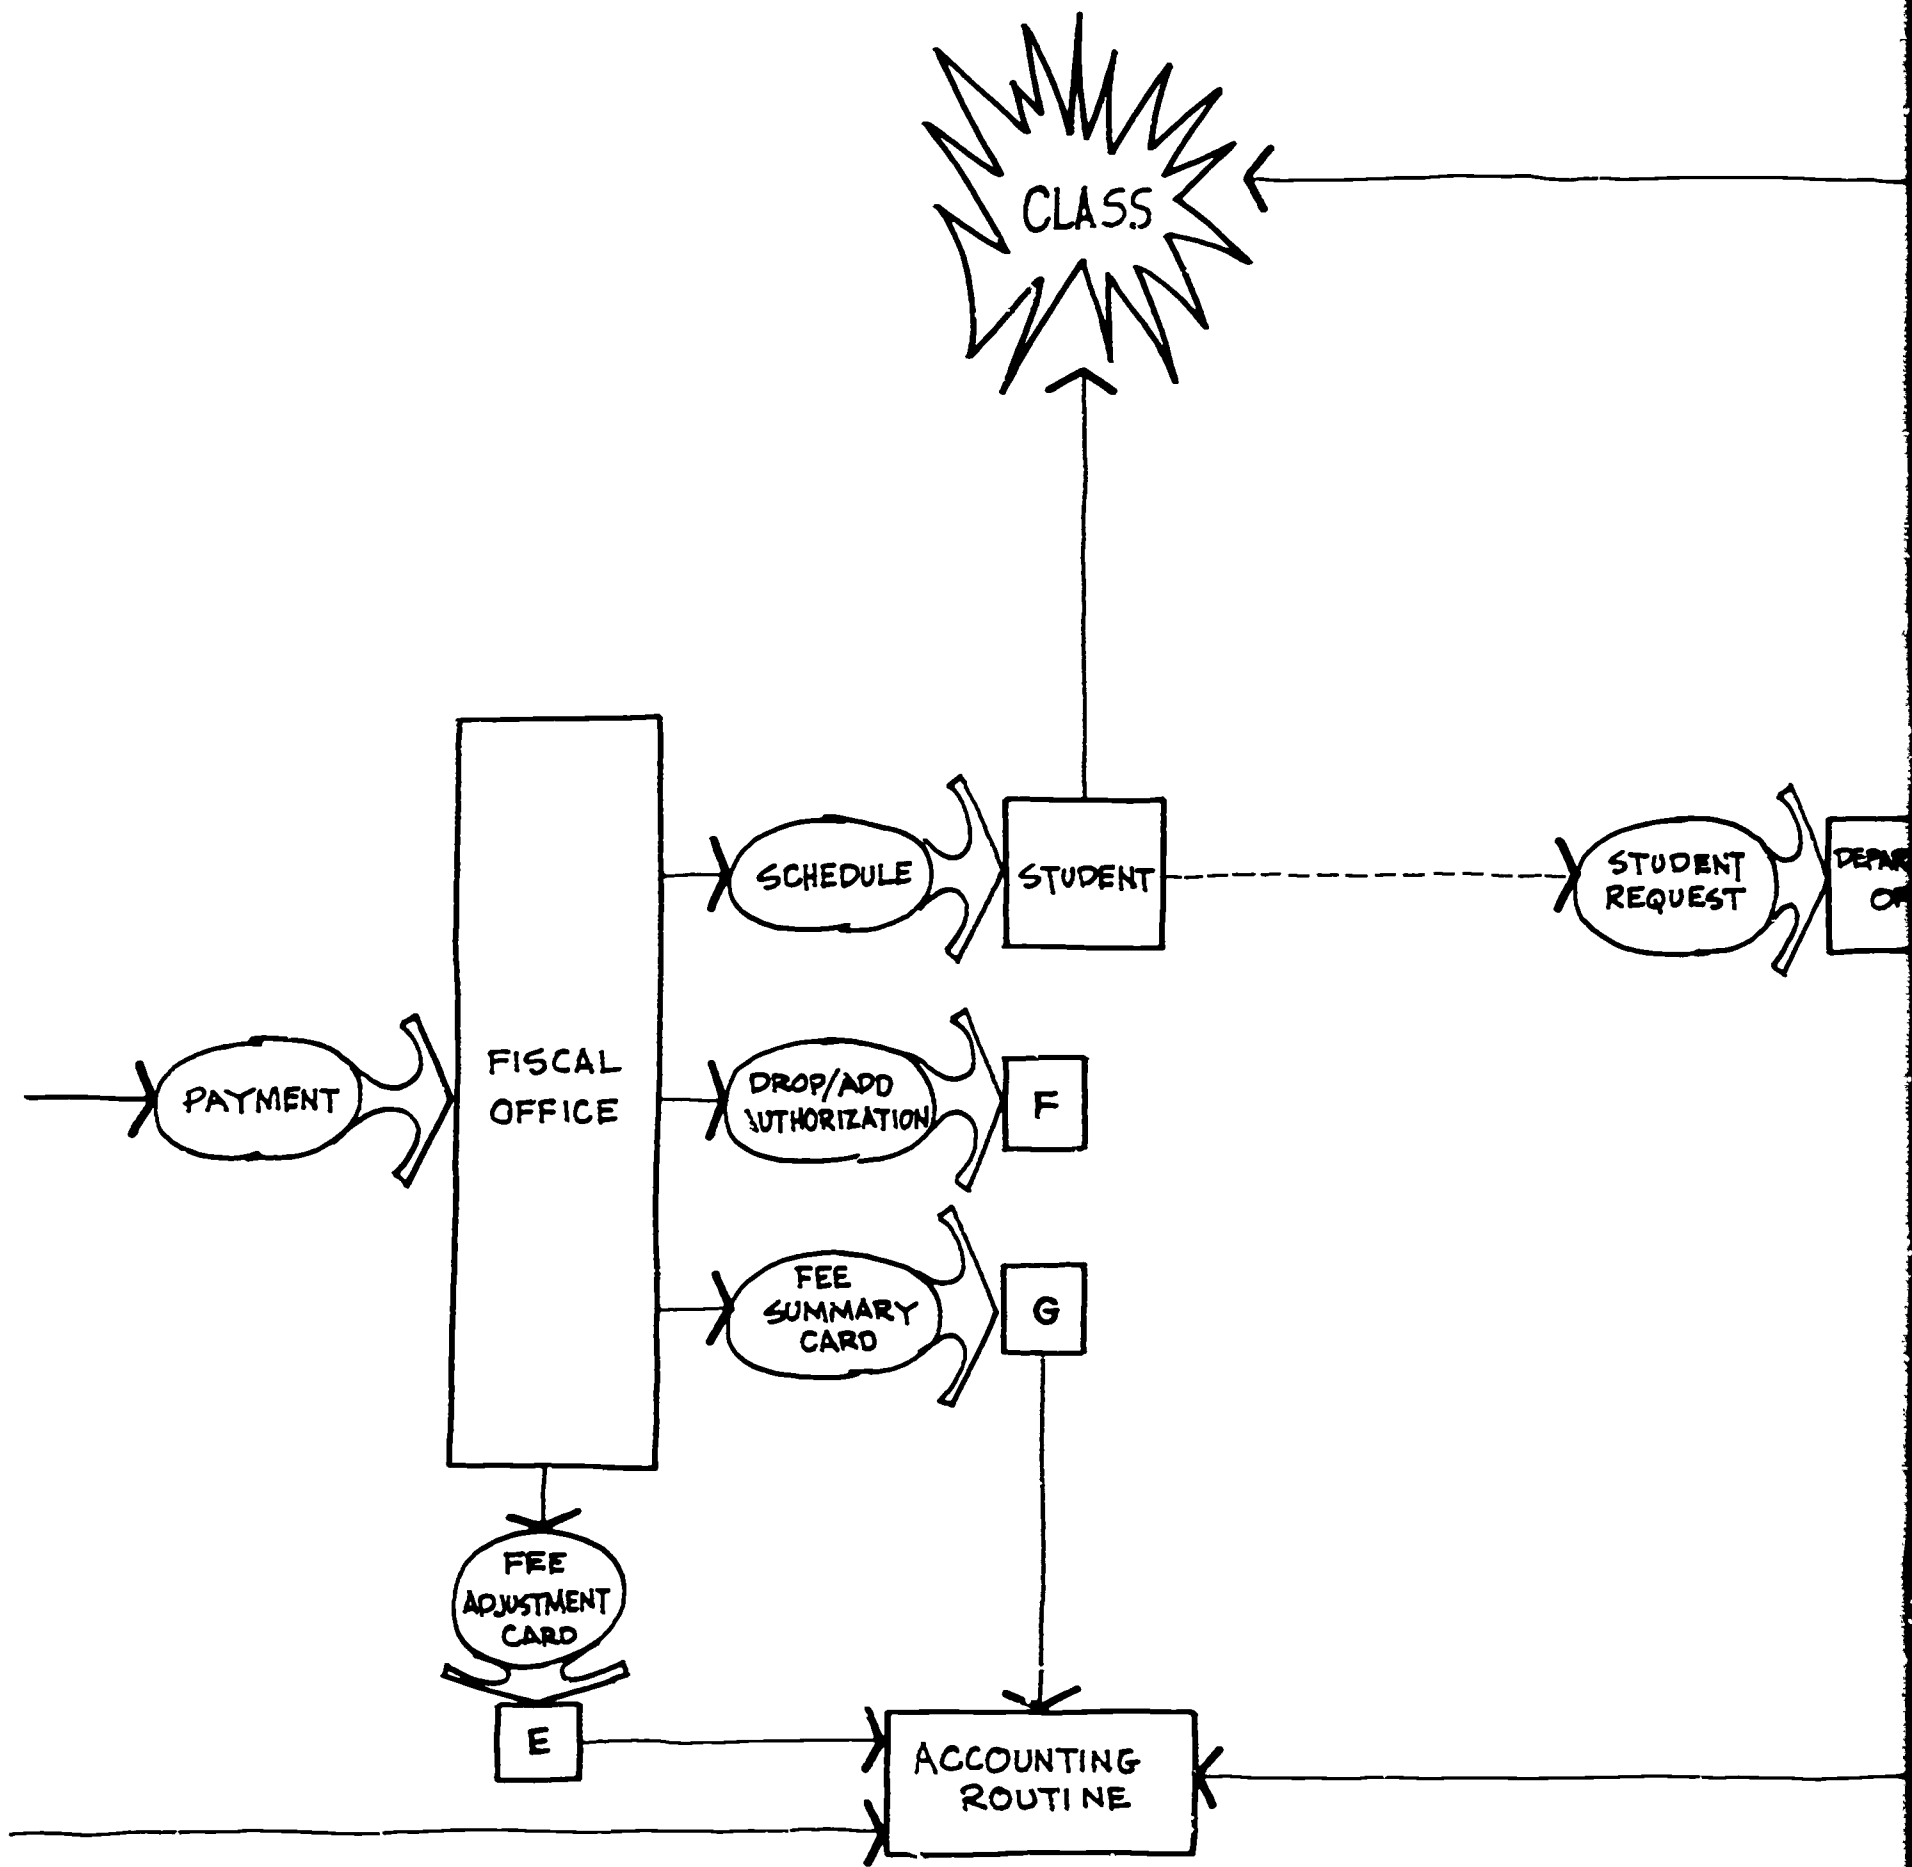 CLASS
SCHEDULE
STUDENT
STUDENT
REQUEST
FISCAL
OFFICE
PAYMENT
DROP/ADD
AUTHORIZATION
F
FEE
SUMMARY
CARD
G
FEE
ADJUSTMENT
CARD
E
ACCOUNTING
ROUTINE